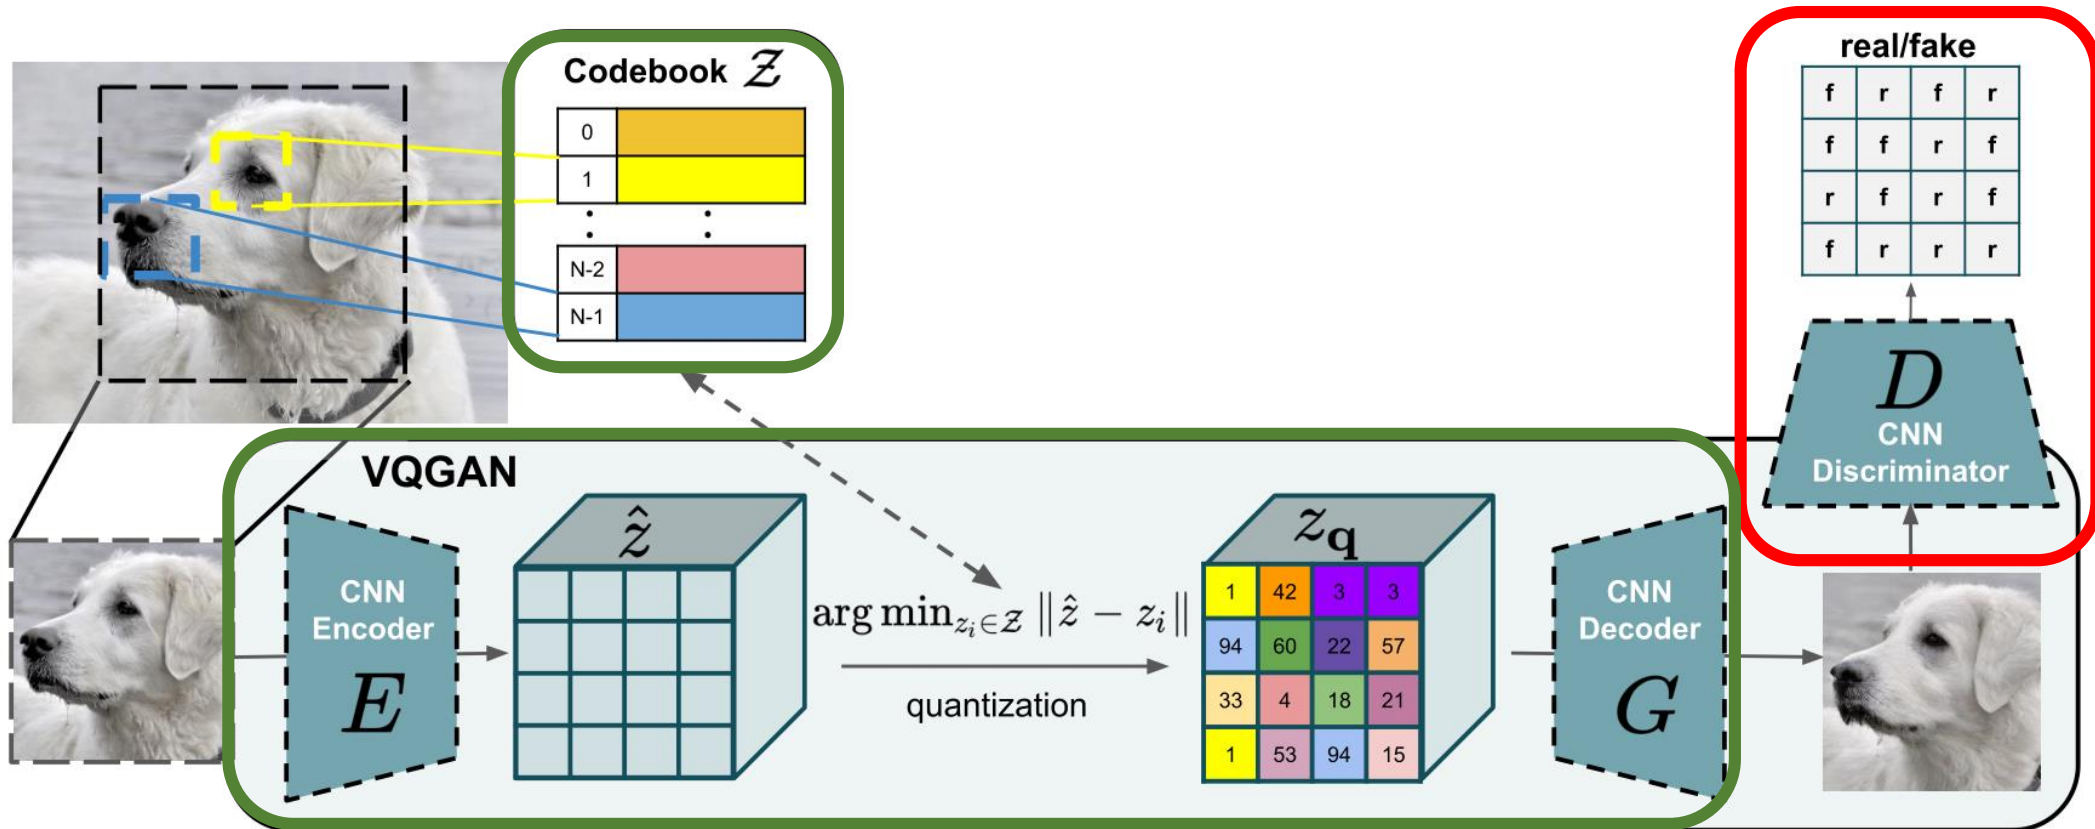 Codebook 𝒵
0
1
:
:
N-2
N-1
real/fake
f r f r
f f r f
r f r f
f r r r
D
CNN
Discriminator
VQGAN
CNN
Encoder
E
ẑ
arg min_{z_i∈𝒵} ‖ẑ − z_i‖
quantization
z_q
1 42 3 3
94 60 22 57
33 4 18 21
1 53 94 15
CNN
Decoder
G